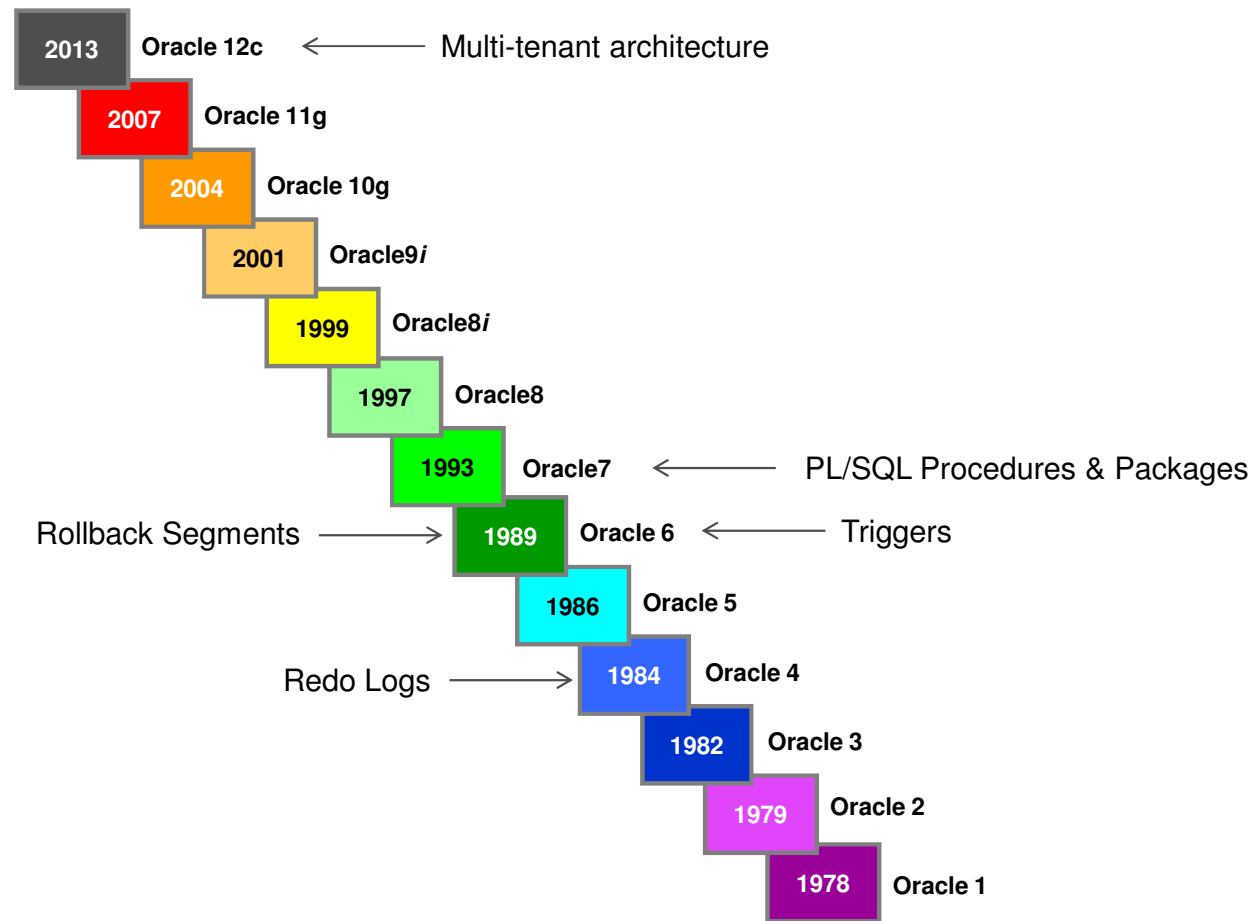 2013 Oracle 12c Multi-tenant architecture
2007 Oracle 11g
2004 Oracle 10g
2001 Oracle9i
1999 Oracle8i
1997 Oracle8
1993 Oracle7 PL/SQL Procedures & Packages
Rollback Segments 1989 Oracle 6 Triggers
1986 Oracle 5
Redo Logs 1984 Oracle 4
1982 Oracle 3
1979 Oracle 2
1978 Oracle 1